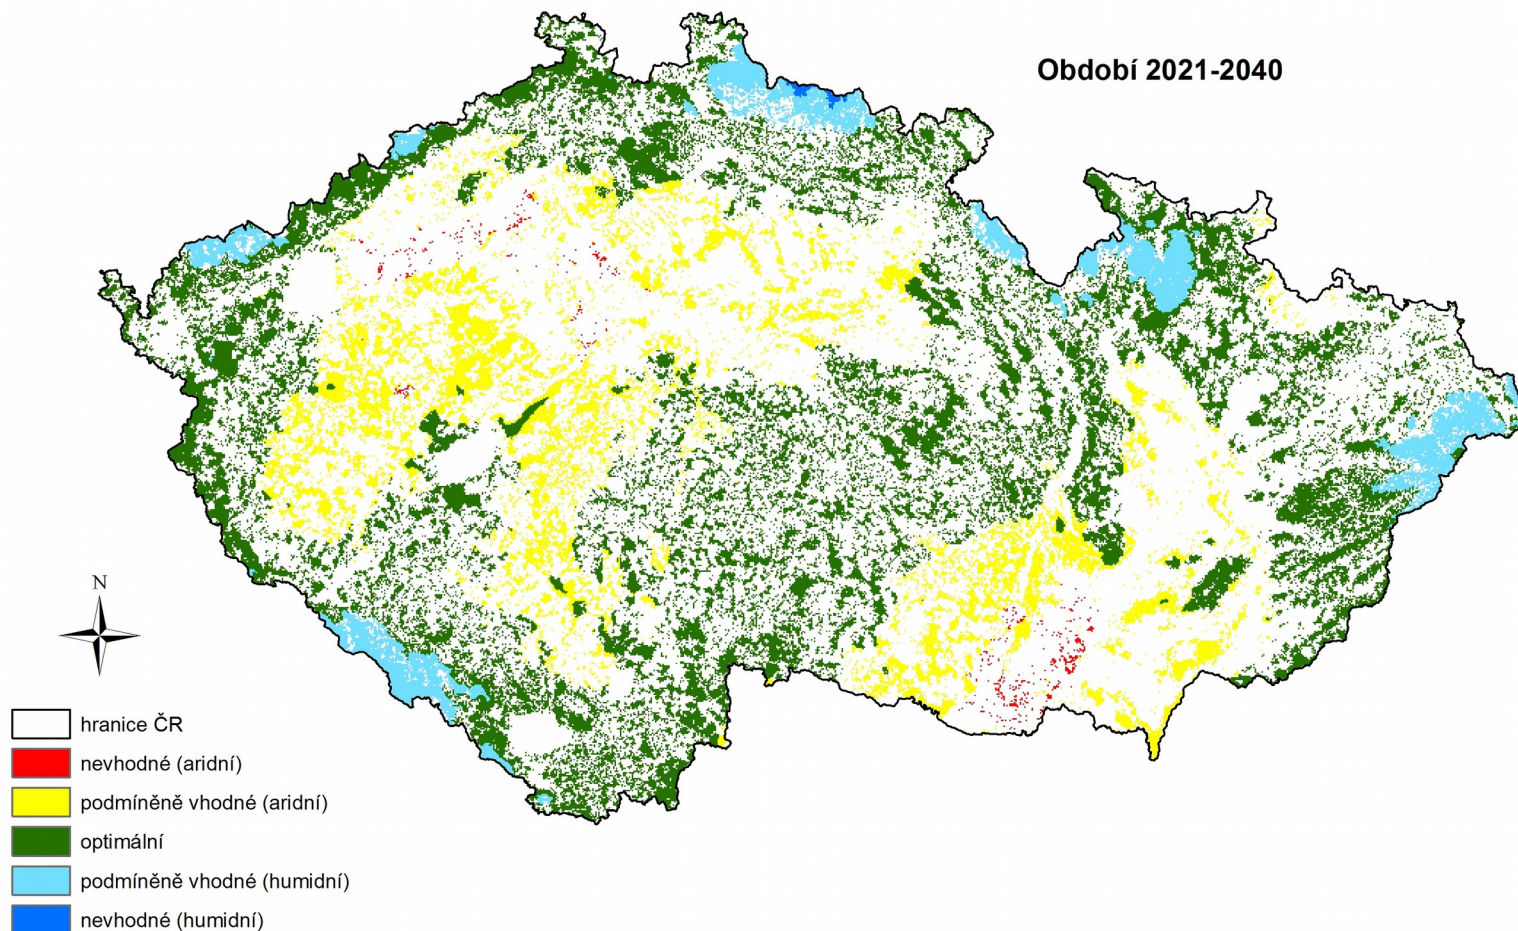 Období 2021-2040
N
hranice ČR
nevhodné (aridní)
podmíněně vhodné (aridní)
optimální
podmíněně vhodné (humidní)
nevhodné (humidní)